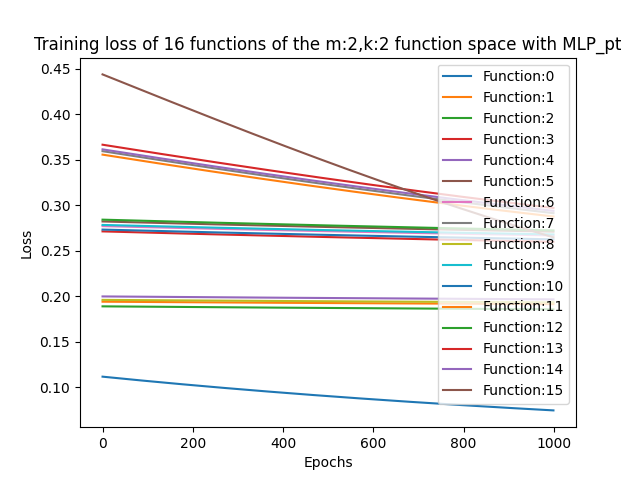 Training loss of 16 functions of the m:2,k:2 function space with MLP_pt
0.45
0.40
0.35
0.30
0.25
0.20
0.15
0.10
Loss
0
200
400
600
800
1000
Epochs
Function:0
Function:1
Function:2
Function:3
Function:4
Function:5
Function:6
Function:7
Function:8
Function:9
Function:10
Function:11
Function:12
Function:13
Function:14
Function:15